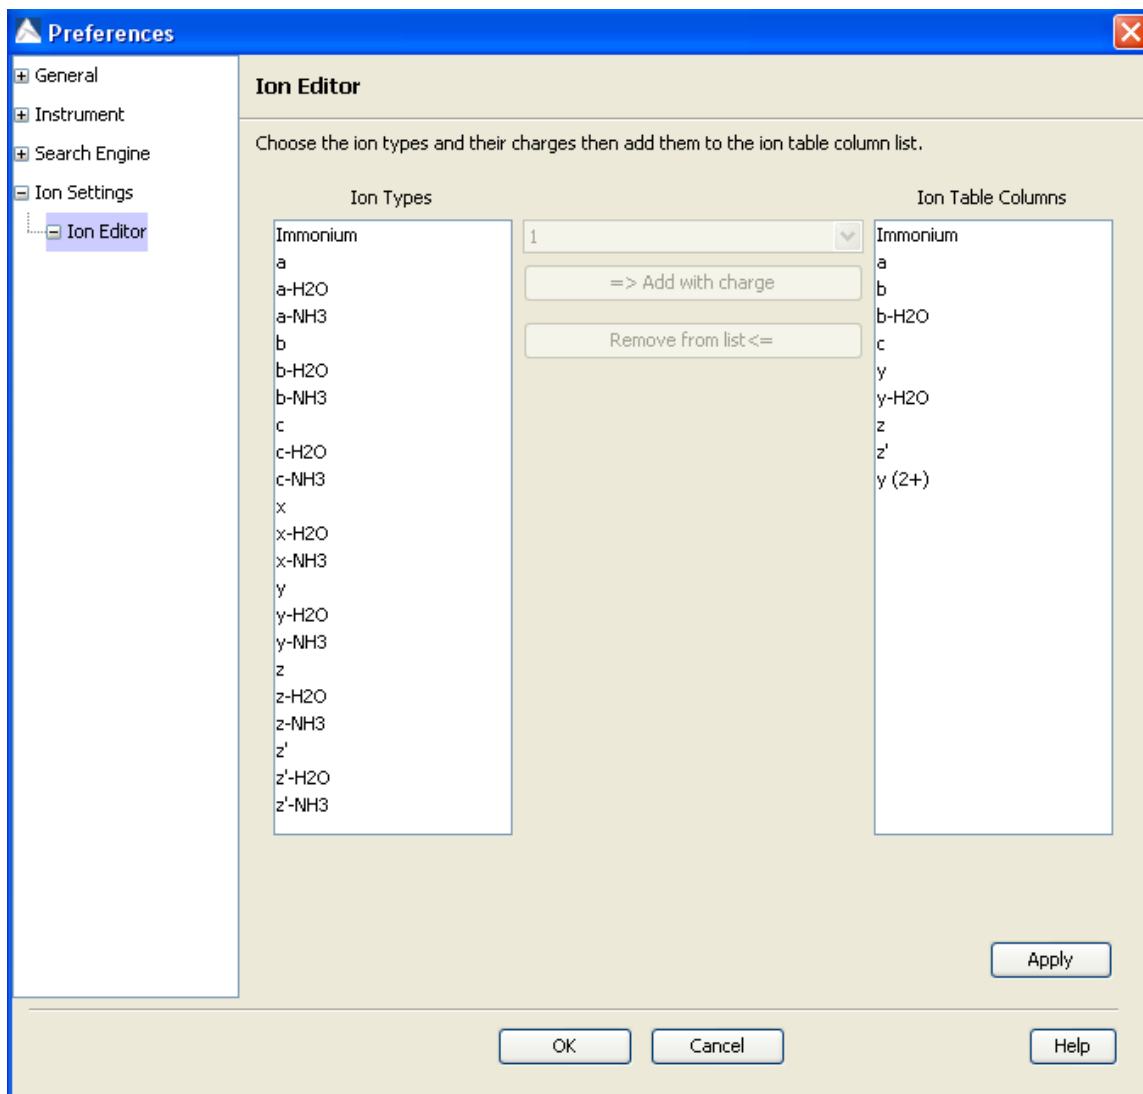 Preferences
General
Instrument
Search Engine
Ion Settings
Ion Editor
Ion Editor
Choose the ion types and their charges then add them to the ion table column list.
Ion Types
Immonium
a
a-H2O
a-NH3
b
b-H2O
b-NH3
c
c-H2O
c-NH3
x
x-H2O
x-NH3
y
y-H2O
y-NH3
z
z-H2O
z-NH3
z'
z'-H2O
z'-NH3
1
=> Add with charge
Remove from list<=
Ion Table Columns
Immonium
a
b
b-H2O
c
y
y-H2O
z
z'
y (2+)
Apply
OK
Cancel
Help